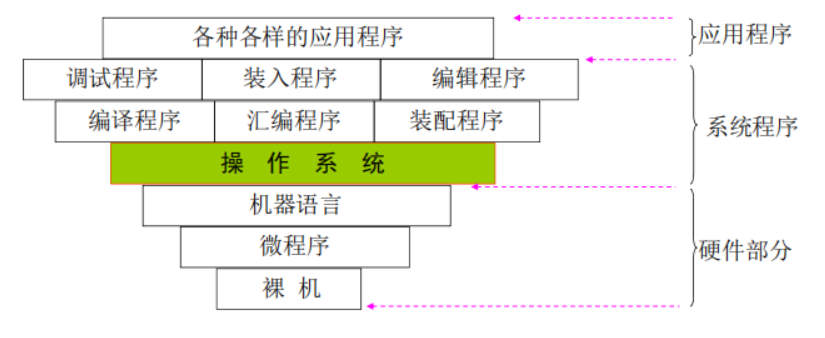 各种各样的应用程序
应用程序
调试程序 装入程序 编辑程序
编译程序 汇编程序 装配程序
系统程序
操作系统
机器语言
微程序
硬件部分
裸机